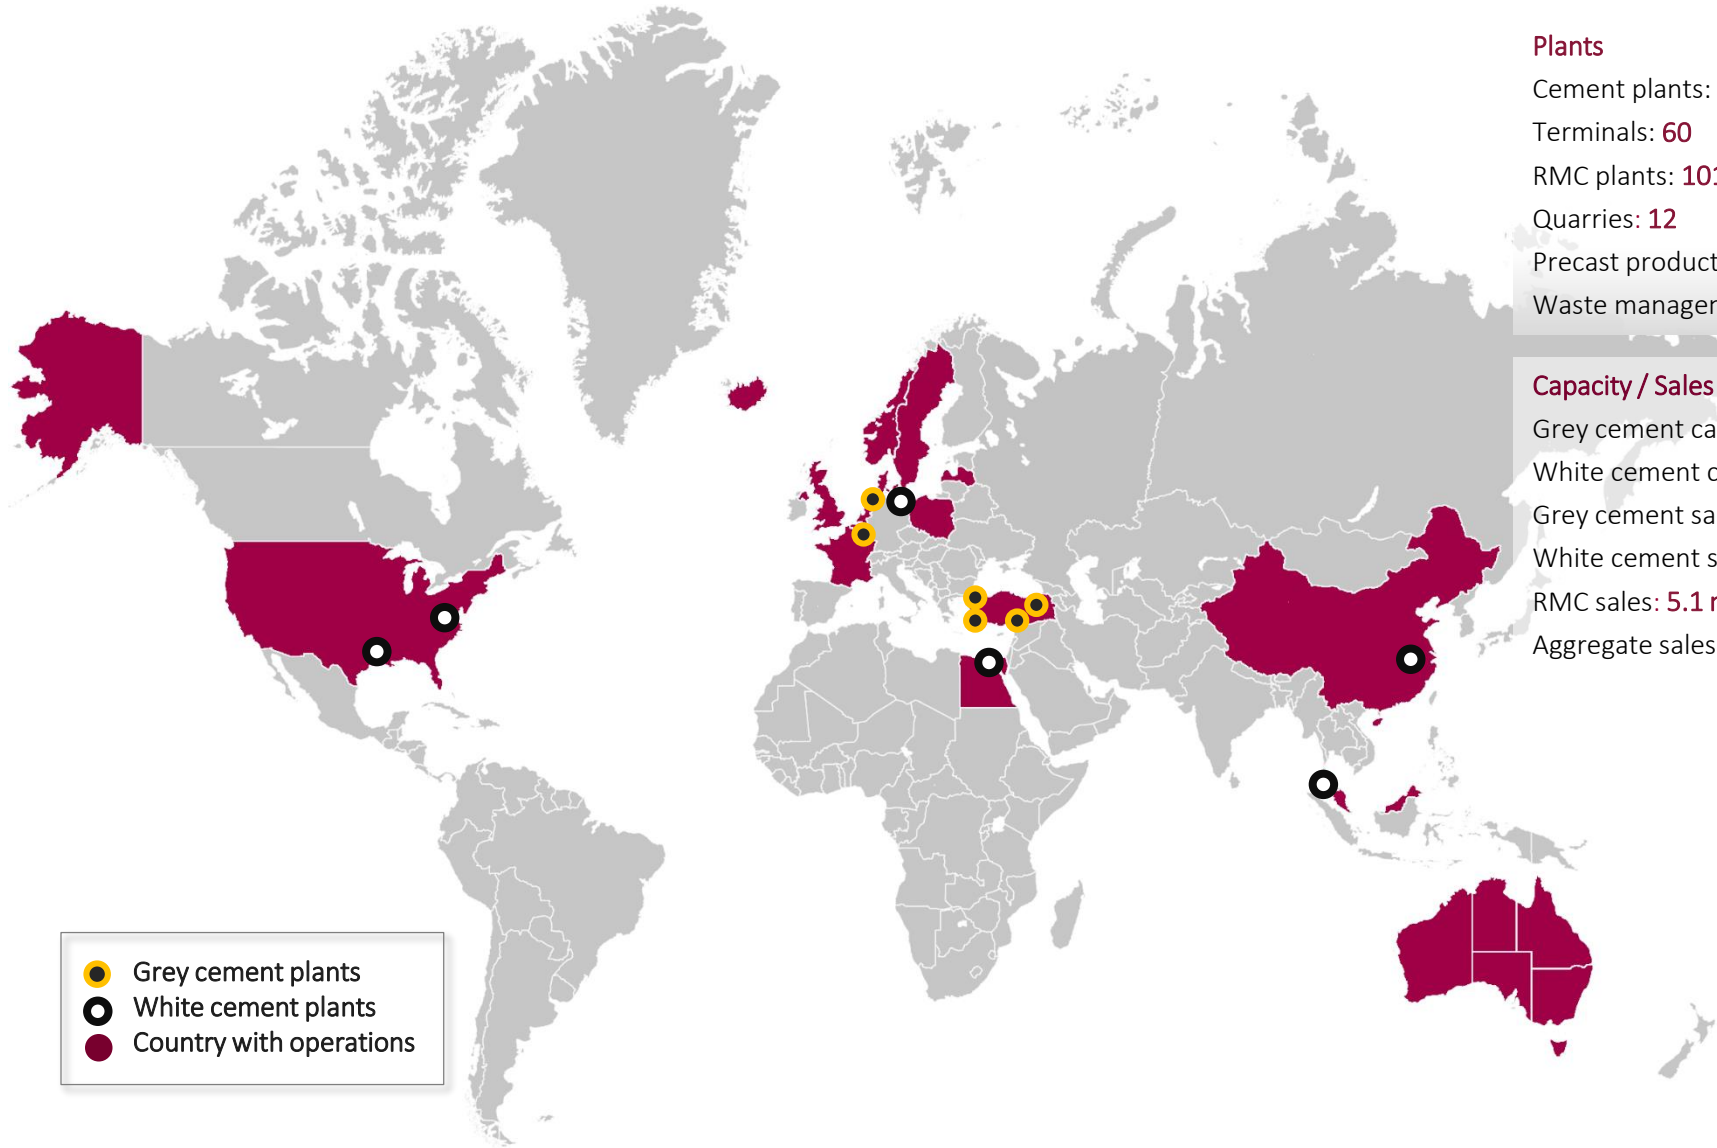 Plants
Cement plants:
Terminals: 60
RMC plants: 101
Quarries: 12
Precast product
Waste manager
Capacity / Sales
Grey cement ca
White cement
Grey cement sa
White cement s
RMC sales: 5.1
Aggregate sales
Grey cement plants
White cement plants
Country with operations